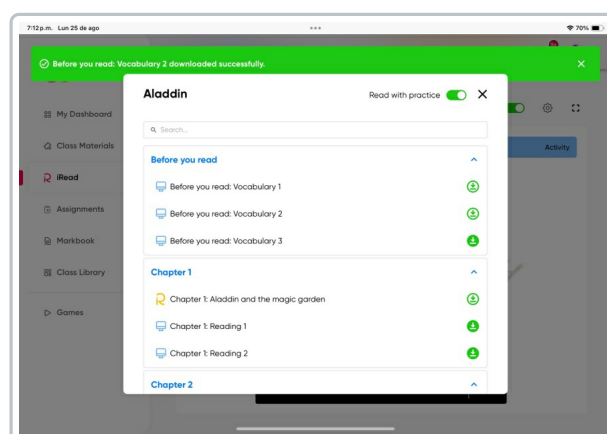 7:12 p.m. Lun 25 de ago
70%
Before you read: Vocabulary 2 downloaded successfully.
Aladdin
Read with practice
Search...
My Dashboard
Class Materials
Activity
iRead
Assignments
Markbook
Class Library
Games
Before you read
Before you read: Vocabulary 1
Before you read: Vocabulary 2
Before you read: Vocabulary 3
Chapter 1
Chapter 1: Aladdin and the magic garden
Chapter 1: Reading 1
Chapter 1: Reading 2
Chapter 2